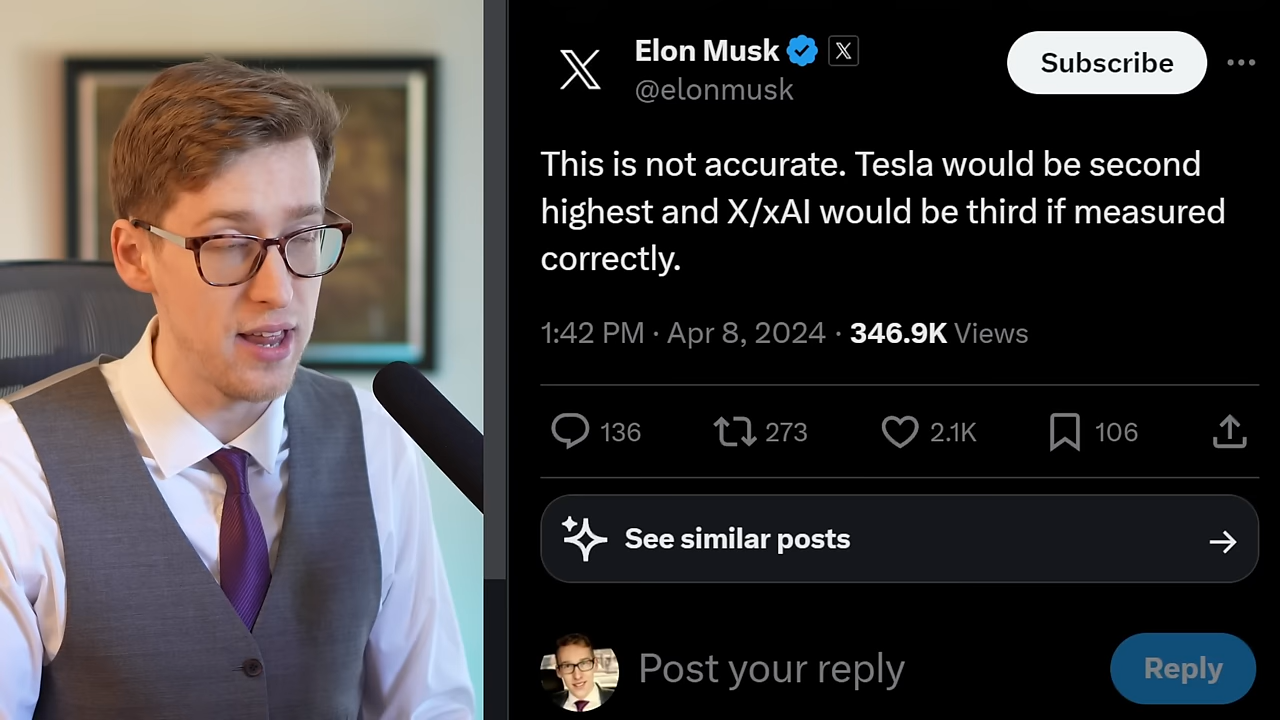 Elon Musk
@elonmusk
Subscribe
This is not accurate. Tesla would be second
highest and X/xAI would be third if measured
correctly.
1:42 PM · Apr 8, 2024 · 346.9K Views
136 273 2.1K 106
See similar posts
Post your reply
Reply